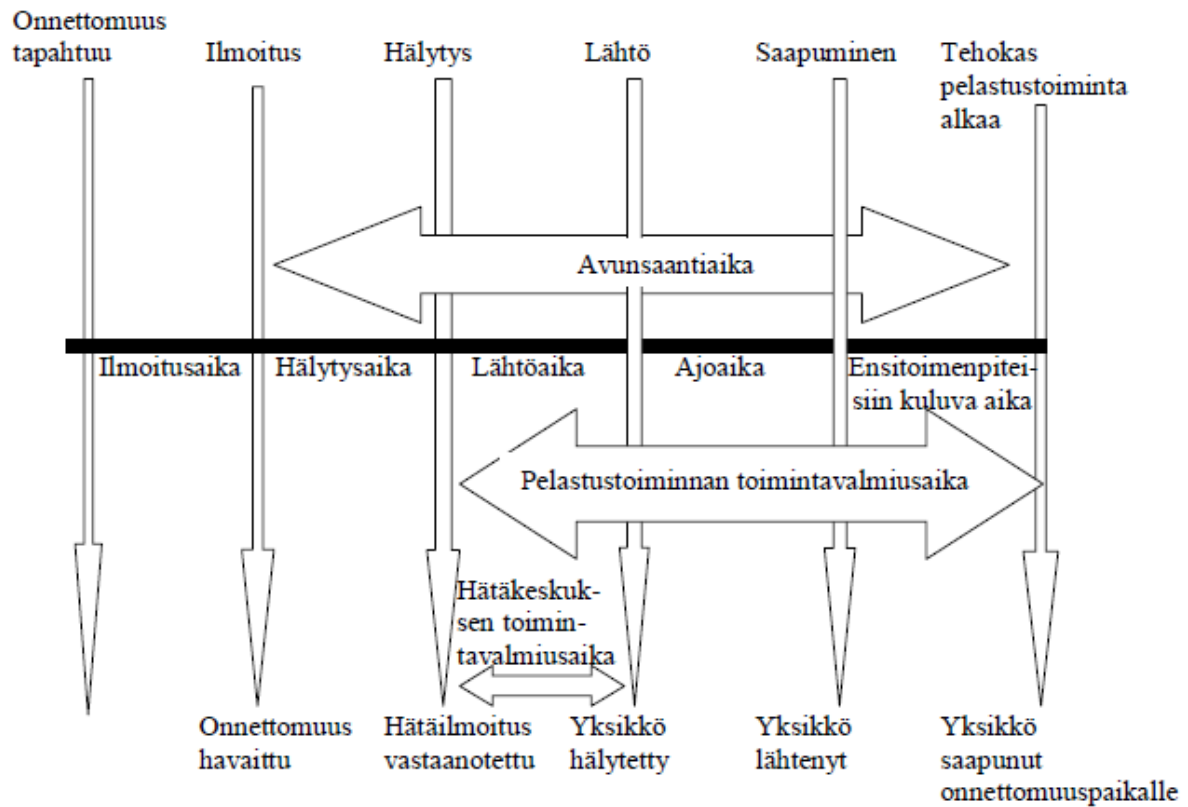 Onnettomuus
tapahtuu
Ilmoitus
Hälytys
Lähtö
Saapuminen
Tehokas
pelastustoiminta
alkaa
Avunsaantiaika
Ilmoitusaika
Hälytysaika
Lähtöaika
Ajoaika
Ensitoimenpitei-
siin kuluva aika
Pelastustoiminnan toimintavalmiusaika
Hätäkeskuk-
sen toimin-
tavalmiusaika
Onnettomuus
havaittu
Hätäilmoitus
vastaanotettu
Yksikkö
hälytetty
Yksikkö
lähtenyt
Yksikkö
saapunut
onnettomuuspaikalle